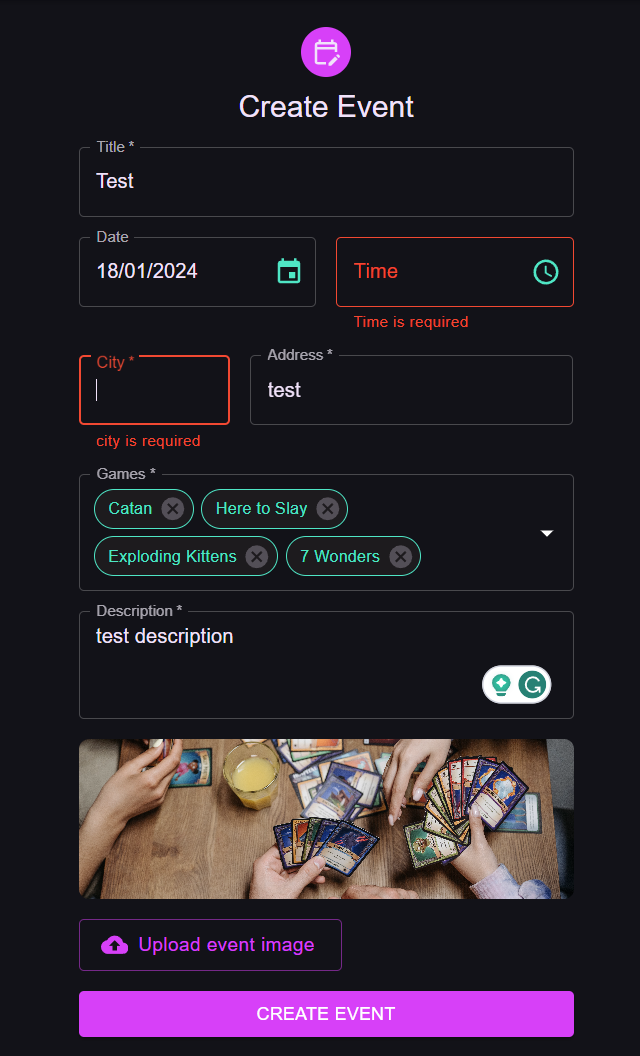 Create Event
Title *
Test
Date
18/01/2024
Time
Time is required
City *
Address *
test
city is required
Games *
Catan
Here to Slay
Exploding Kittens
7 Wonders
Description *
test description
Upload event image
CREATE EVENT